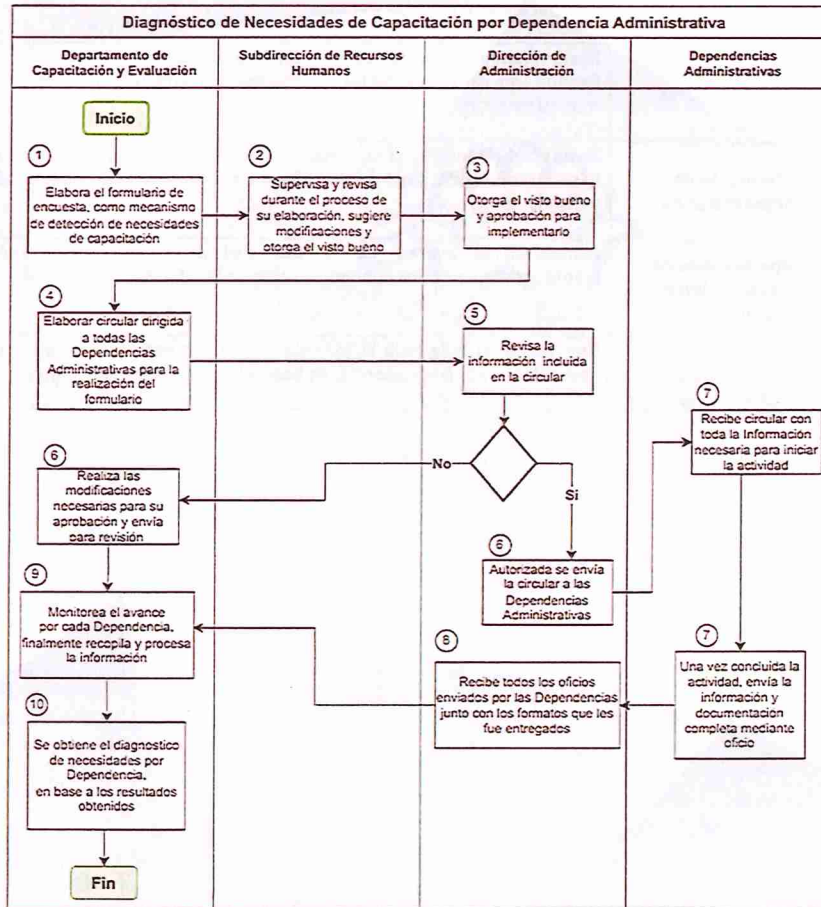 Diagnóstico de Necesidades de Capacitación por Dependencia Administrativa
Departamento de
Capacitación y Evaluación
Subdirección de Recursos
Humanos
Dirección de
Administración
Dependencias
Administrativas
Inicio
1
Elabora el formulario de
encuesta, como mecanismo
de detección de necesidades
de capacitación
2
Supervisa y revisa
durante el proceso de
su elaboración, sugiere
modificaciones y
otorga el visto bueno
3
Otorga el visto bueno
y aprobación para
implementarlo
4
Elaborar circular dirigida
a todas las
Dependencias
Administrativas para la
realización del
formulario
5
Revisa la
información incluida
en la circular
No
Si
6
Realiza las
modificaciones
necesarias para su
aprobación y envía
para revisión
6
Autorizada se envía
la circular a las
Dependencias
Administrativas
7
Recibe circular con
toda la Información
necesaria para iniciar
la actividad
7
Una vez concluida la
actividad, envía la
información y
documentación
completa mediante
oficio
8
Recibe todos los oficios
enviados por las Dependencias
junto con los formatos que les
fue entregados
9
Monitorea el avance
por cada Dependencia,
finalmente recopila y procesa
la información
10
Se obtiene el diagnostico
de necesidades por
Dependencia,
en base a los resultados
obtenidos
Fin